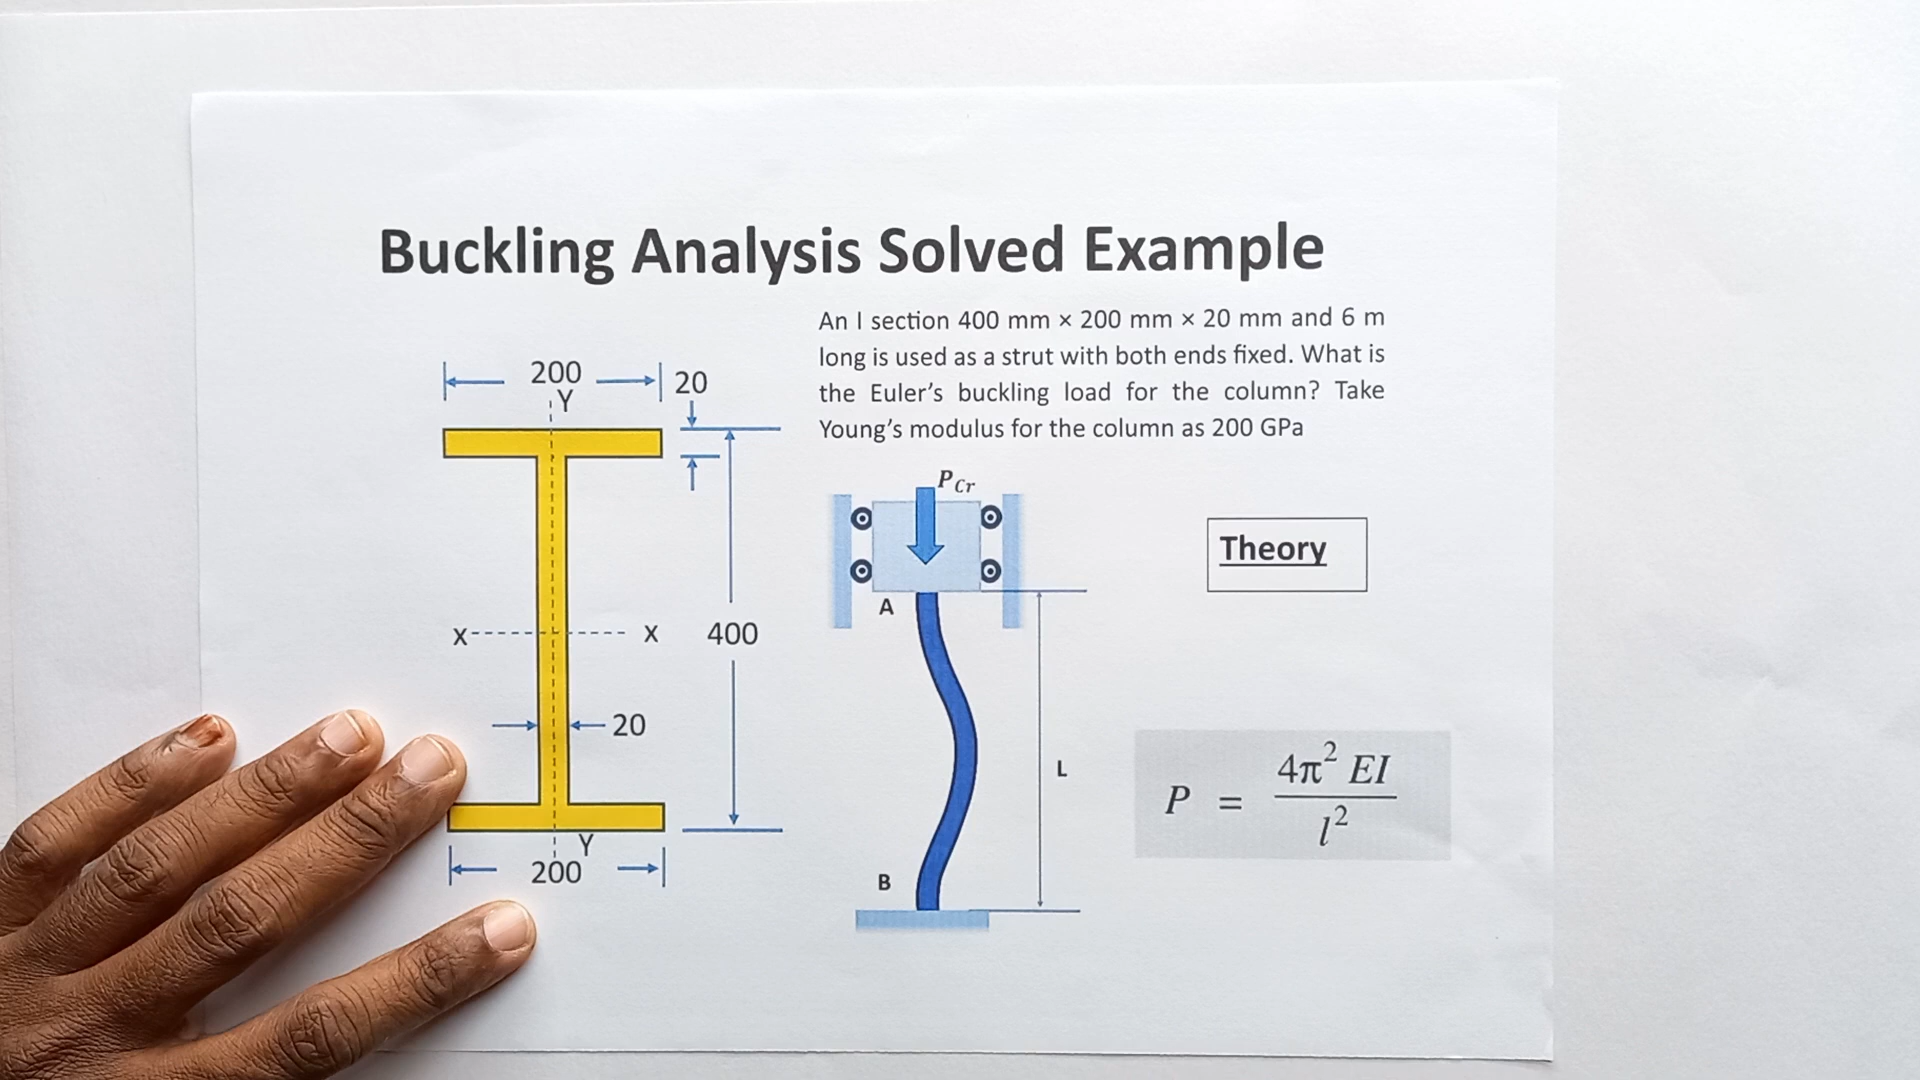 Buckling Analysis Solved Example
An I section 400 mm × 200 mm × 20 mm and 6 m
long is used as a strut with both ends fixed. What is
the Euler’s buckling load for the column? Take
Young’s modulus for the column as 200 GPa
200
20
Y
X
X
400
20
Y
200
P Cr
A
L
B
Theory
P = 4π² EI / l²